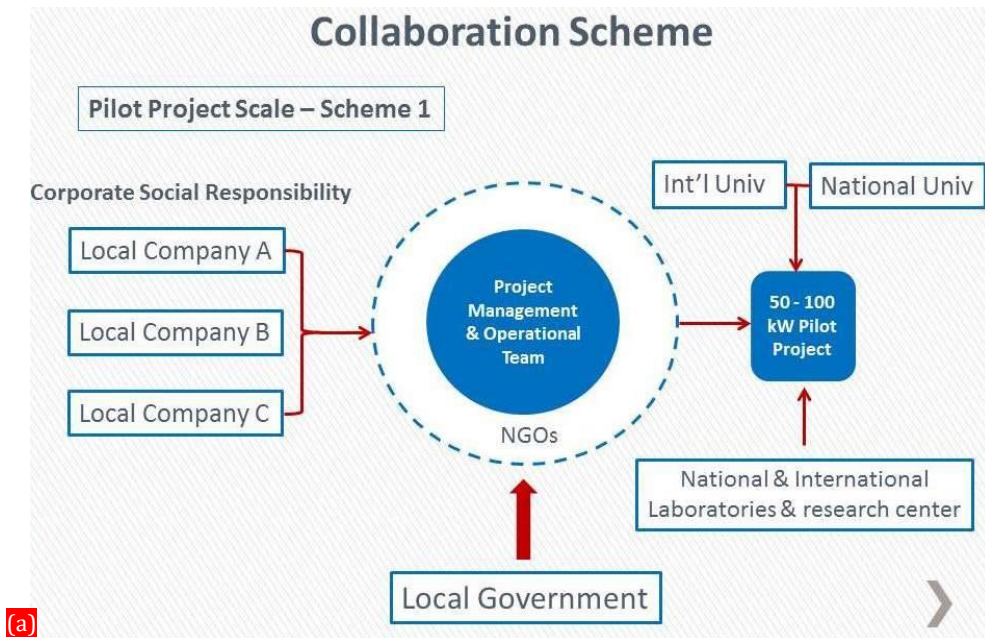 Collaboration Scheme
Pilot Project Scale – Scheme 1
Corporate Social Responsibility
Local Company A
Local Company B
Local Company C
Project
Management
& Operational
Team
NGOs
Local Government
Int'l Univ
National Univ
50 - 100
kW Pilot
Project
National & International
Laboratories & research center
(a)